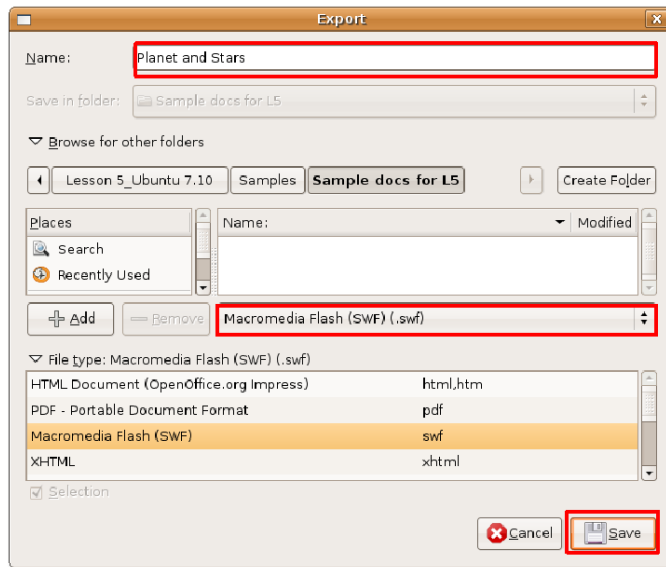 Export
Name: Planet and Stars
Save in folder: Sample docs for L5
Browse for other folders
Lesson 5_Ubuntu 7.10 Samples Sample docs for L5 Create Folder
Places Name: Modified
Search
Recently Used
Add Remove Macromedia Flash (SWF) (.swf)
File type: Macromedia Flash (SWF) (.swf)
HTML Document (OpenOffice.org Impress) html,htm
PDF - Portable Document Format pdf
Macromedia Flash (SWF) swf
XHTML xhtml
Selection
Cancel Save